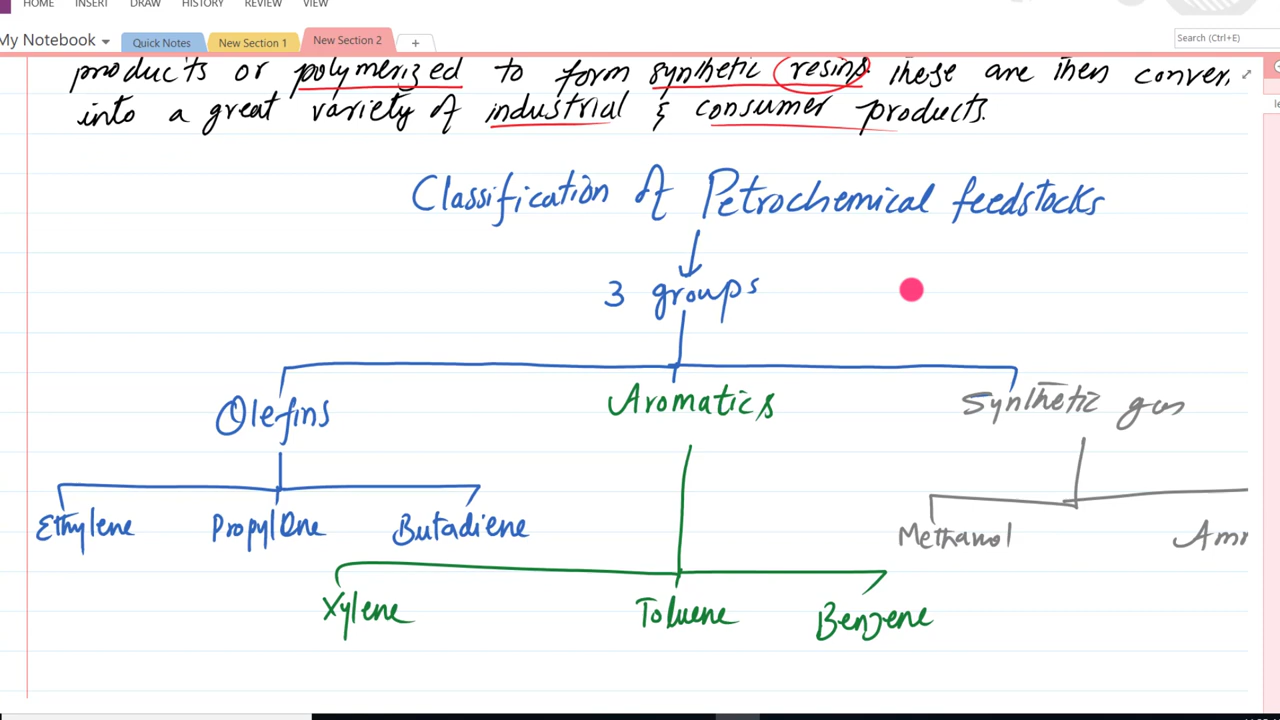 HOME INSERT DRAW HISTORY REVIEW VIEW
My Notebook Quick Notes New Section 1 New Section 2 + Search (Ctrl+E)
products or polymerized to form synthetic resins. These are then conver
into a great variety of industrial & consumer products.
Classification of Petrochemical feedstocks
3 groups
Olefins Aromatics Synthetic gas
Ethylene Propylene Butadiene Methanol Amm
Xylene Toluene Benzene